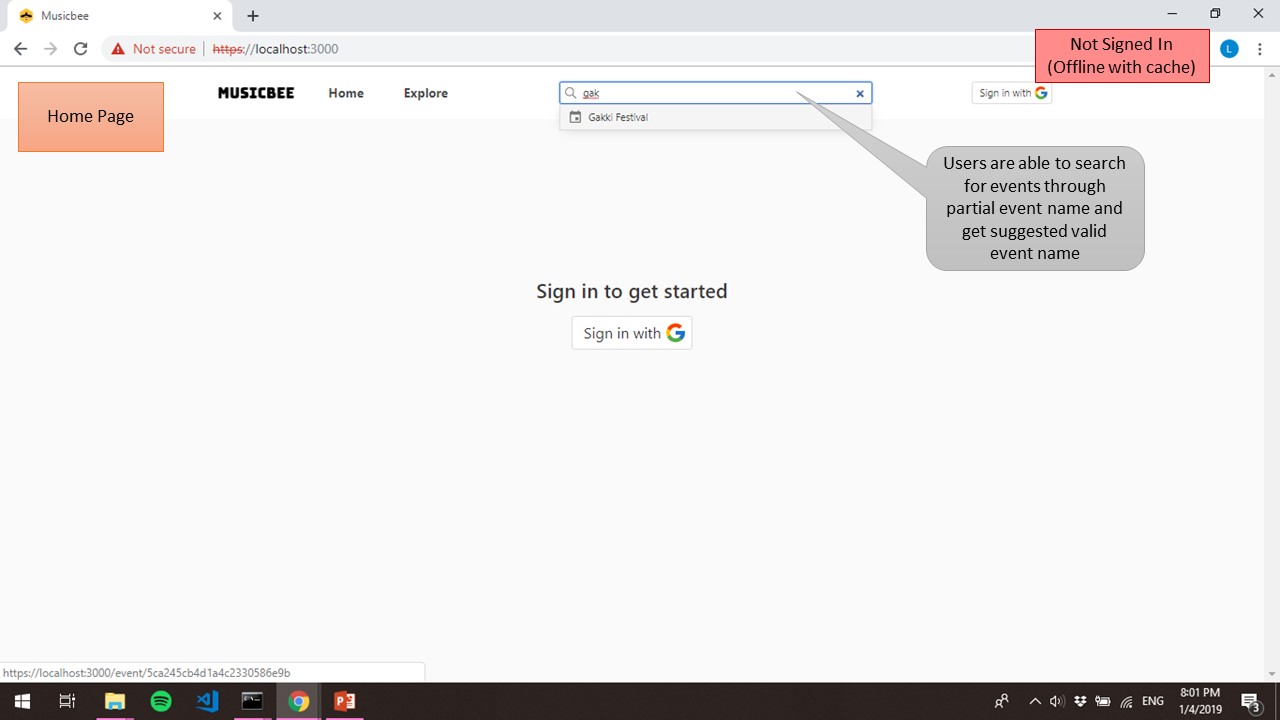 Musicbee
Not secure
https://localhost:3000
L
Not Signed In
(Offline with cache)
Home Page
MUSICBEE
Home
Explore
gak
Sign in with
Gakki Festival
Users are able to search
for events through
partial event name and
get suggested valid
event name
Sign in to get started
Sign in with
https://localhost:3000/event/5ca245cb4d1a4c2330586e9b
ENG
8:01 PM
1/4/2019
3